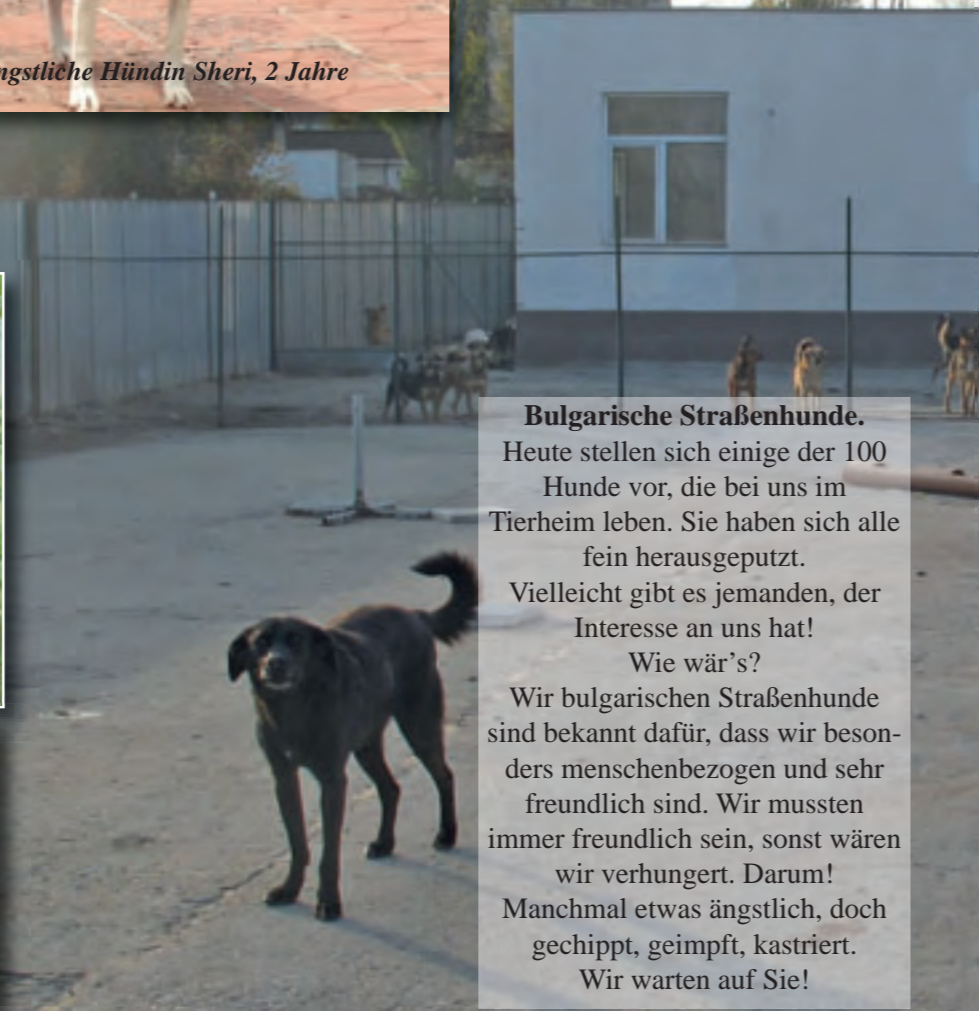 ngstliche Hündin Sheri, 2 Jahre
Bulgarische Straßenhunde.
Heute stellen sich einige der 100
Hunde vor, die bei uns im
Tierheim leben. Sie haben sich alle
fein herausgeputzt.
Vielleicht gibt es jemanden, der
Interesse an uns hat!
Wie wär's?
Wir bulgarischen Straßenhunde
sind bekannt dafür, dass wir beson-
ders menschenbezogen und sehr
freundlich sind. Wir mussten
immer freundlich sein, sonst wären
wir verhungert. Darum!
Manchmal etwas ängstlich, doch
gechippt, geimpft, kastriert.
Wir warten auf Sie!